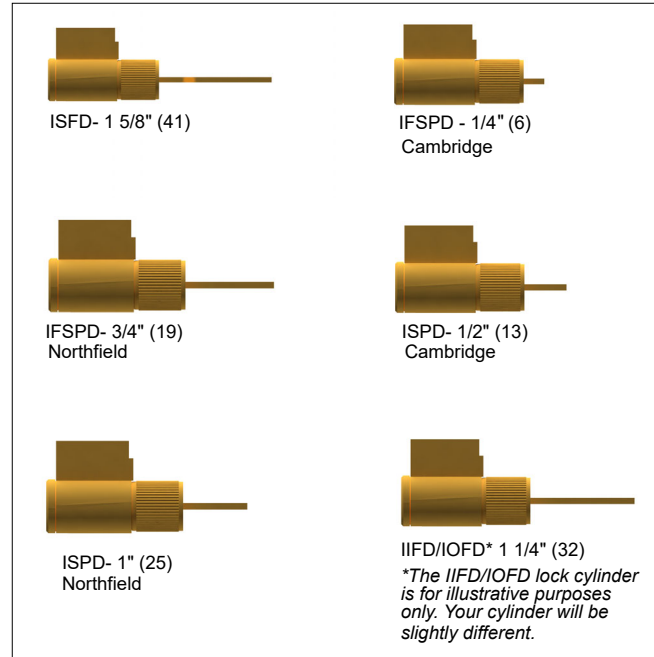 ISFD- 1 5/8" (41)
IFSPD - 1/4" (6)
Cambridge
IFSPD- 3/4" (19)
Northfield
ISPD- 1/2" (13)
Cambridge
ISPD- 1" (25)
Northfield
IIFD/IOFD* 1 1/4" (32)
*The IIFD/IOFD lock cylinder
is for illustrative purposes
only. Your cylinder will be
slightly different.